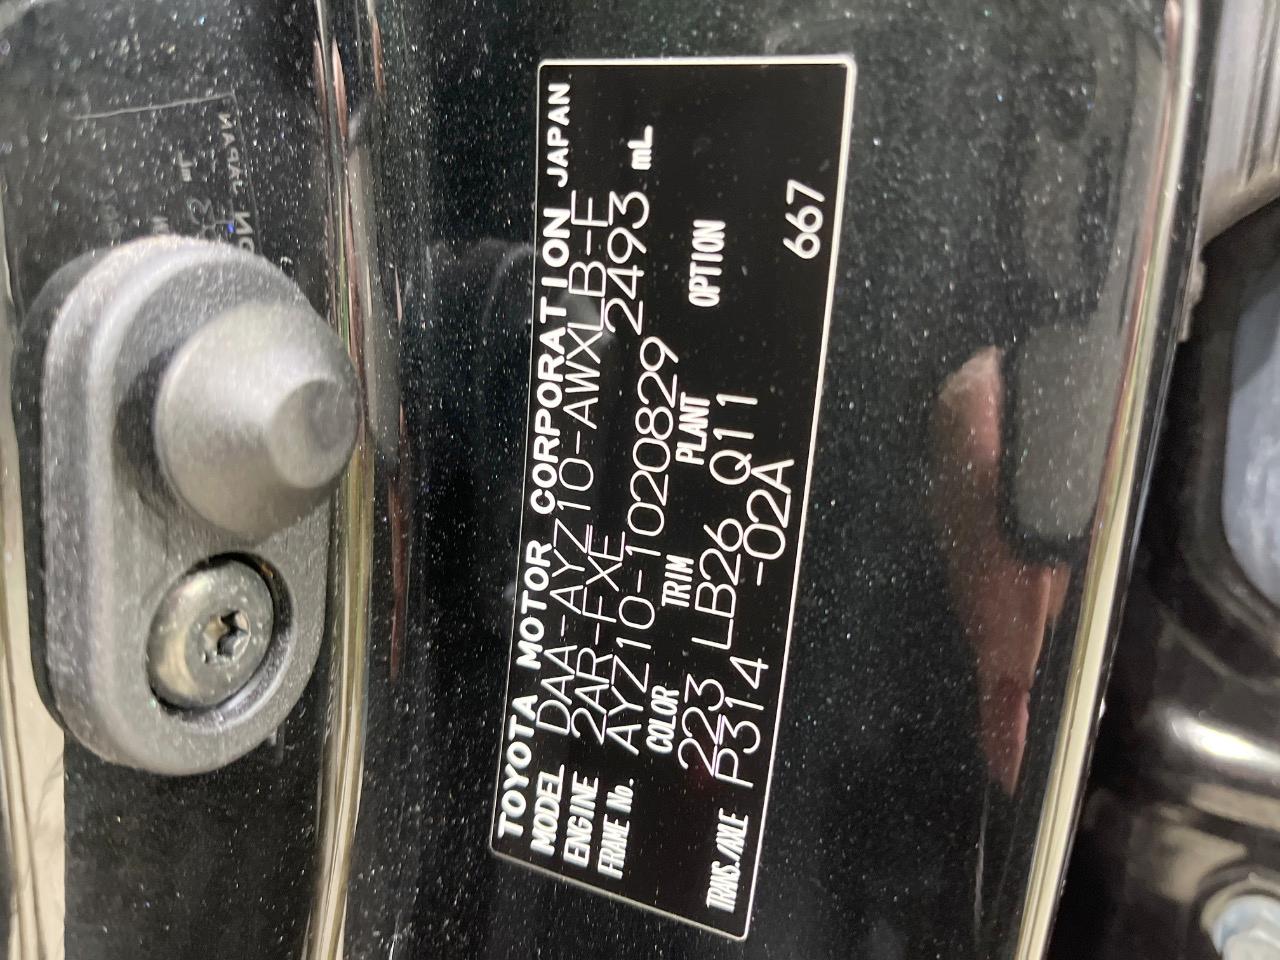 TOYOTA MOTOR CORPORATION JAPAN
MODEL DAA-AYZ10-AWXLB-F
ENGINE 2AR-FXE 2493 mL
FRAME No. AYZ10-1020829
COLOR TRIM PLANT OPTION
223 LB26 Q11
TRANS./AXLE P314 -02A 667